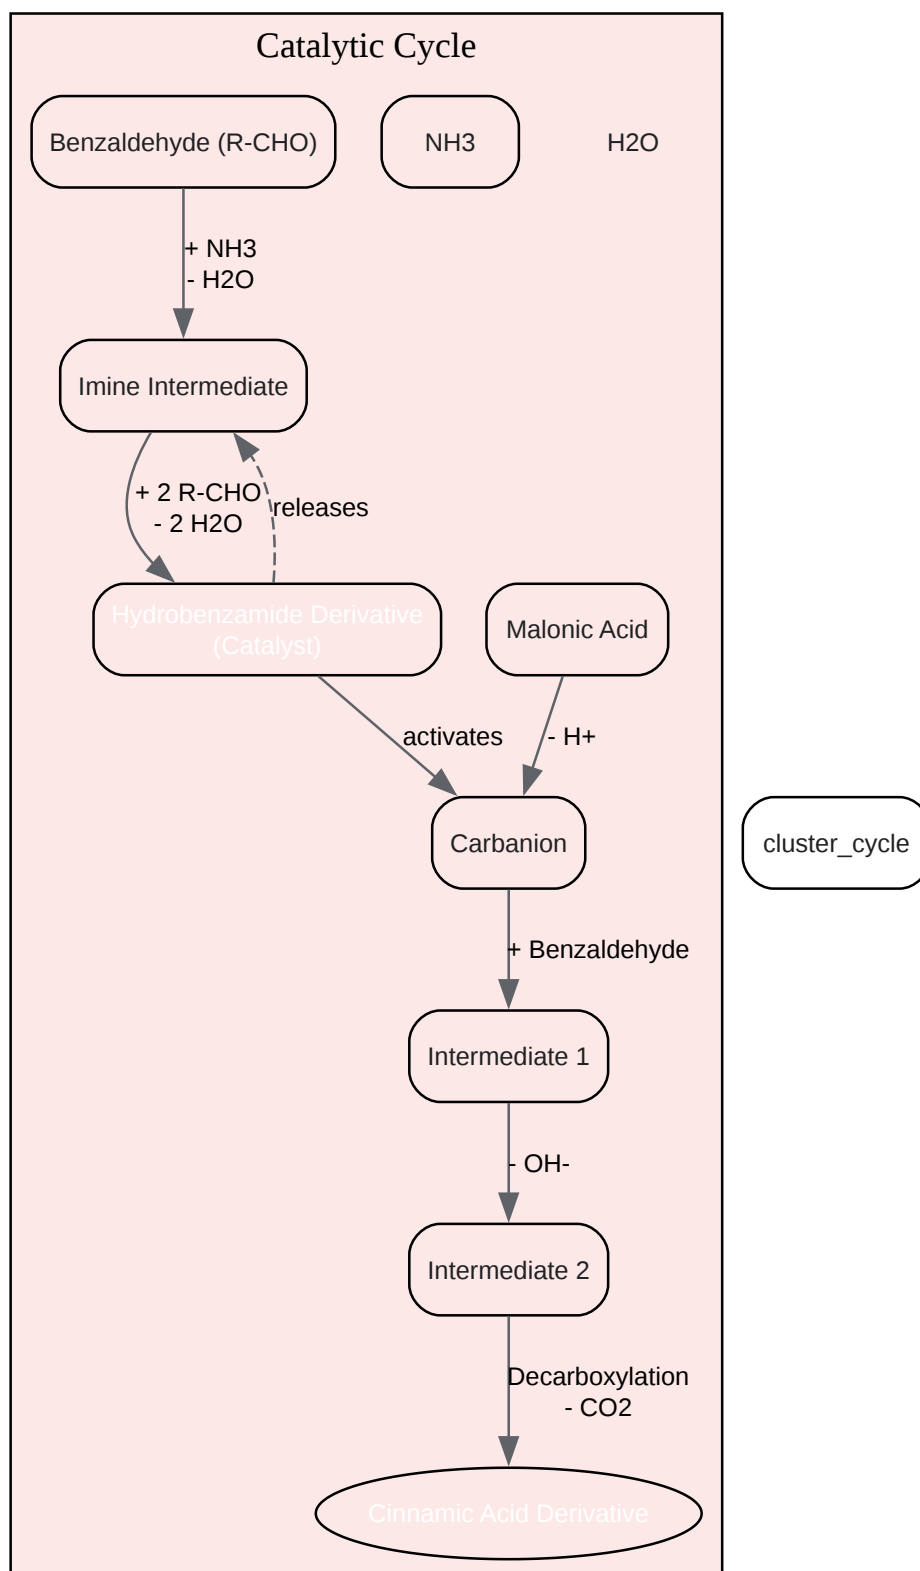 Catalytic Cycle
Benzaldehyde (R-CHO)
NH3
H2O
+ NH3
- H2O
Imine Intermediate
+ 2 R-CHO
- 2 H2O
releases
Hydrobenzamide Derivative
(Catalyst)
Malonic Acid
activates
- H+
Carbanion
cluster_cycle
+ Benzaldehyde
Intermediate 1
- OH-
Intermediate 2
Decarboxylation
- CO2
Cinnamic Acid Derivative